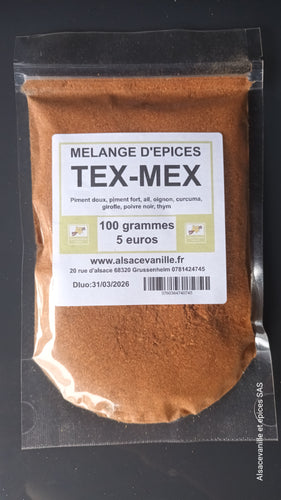 MELANGE D'EPICES
TEX-MEX
Piment doux, piment fort, ail, oignon, curcuma,
girofle, poivre noir, thym
100 grammes
5 euros
www.alsacevanille.fr
20 rue d'alsace 68320 Grussenheim 0781424745
Dluo:31/03/2026
Alsacevanille et épices SAS